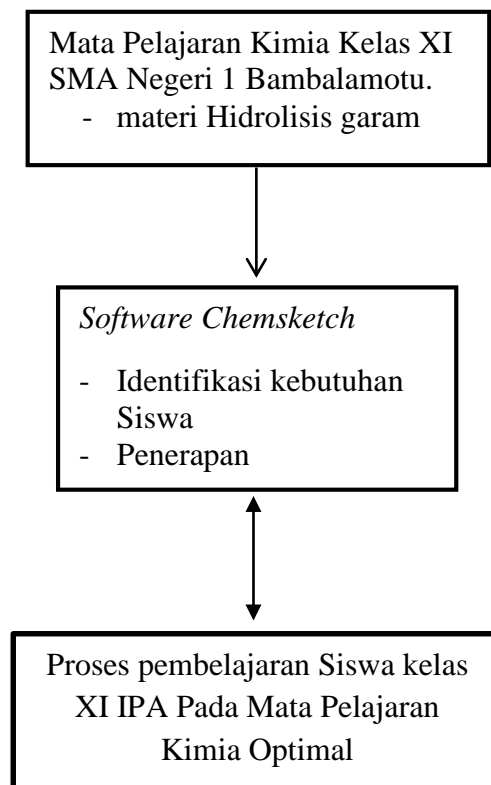 Mata Pelajaran Kimia Kelas XI
SMA Negeri 1 Bambalamotu.
- materi Hidrolisis garam
Software Chemsketch
- Identifikasi kebutuhan
Siswa
- Penerapan
Proses pembelajaran Siswa kelas
XI IPA Pada Mata Pelajaran
Kimia Optimal